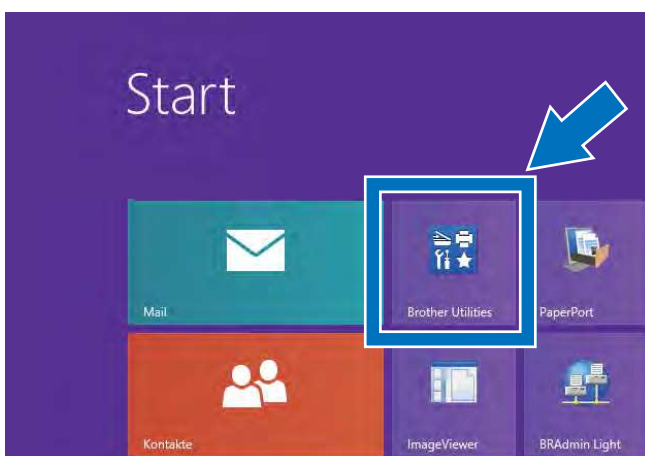 Start
Mail
Brother Utilities
PaperPort
Kontakte
ImageViewer
BRAdmin Light